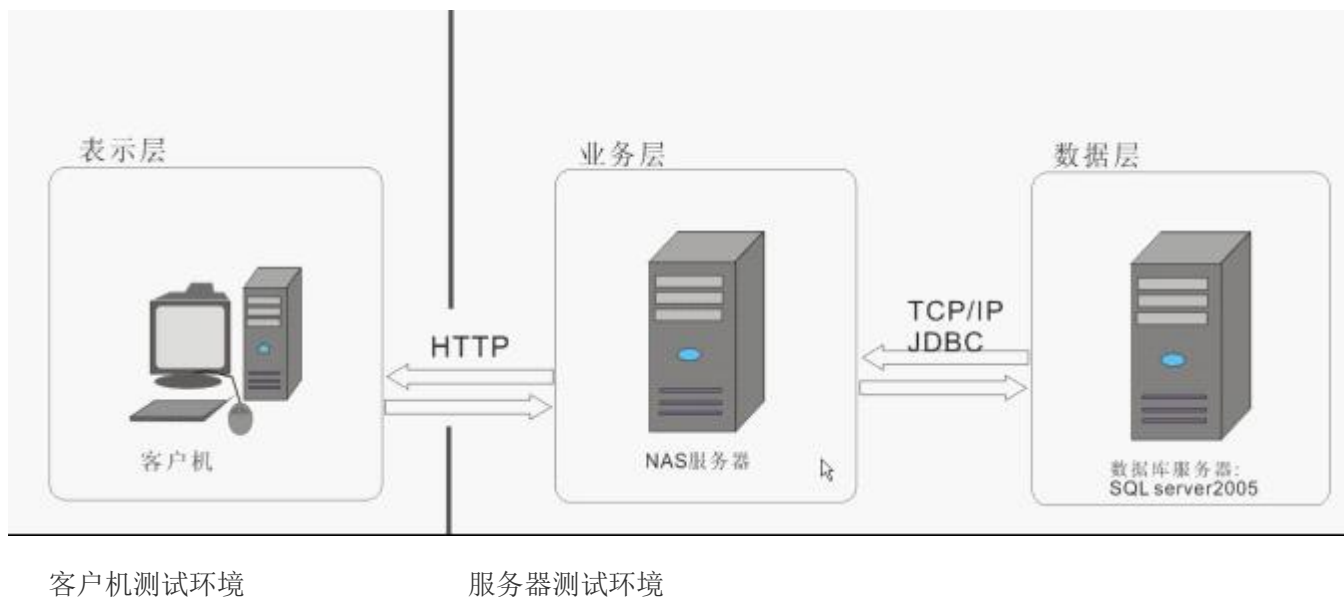 表示层
业务层
数据层
HTTP
TCP/IP
JDBC
客户机
NAS服务器
数据库服务器:
SQL server2005
客户机测试环境
服务器测试环境